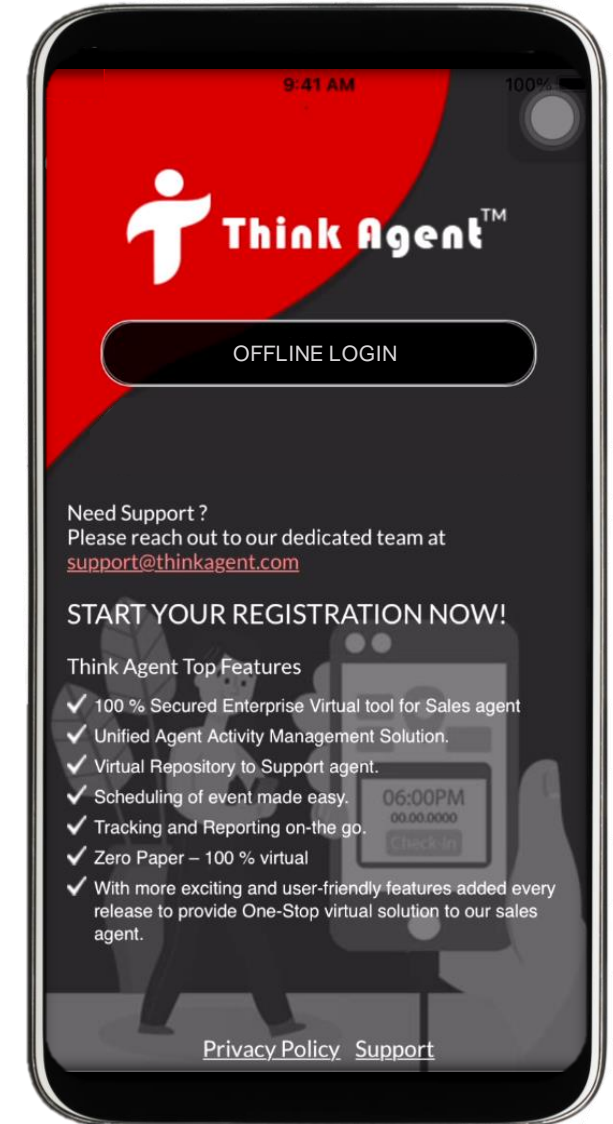 9:41 AM
100%
Think Agent™
OFFLINE LOGIN
Need Support ?
Please reach out to our dedicated team at
support@thinkagent.com
START YOUR REGISTRATION NOW!
Think Agent Top Features
100 % Secured Enterprise Virtual tool for Sales agent
Unified Agent Activity Management Solution.
Virtual Repository to Support agent.
Scheduling of event made easy.
06:00PM
00.00.0000
Tracking and Reporting on-the go.
Check-In
Zero Paper – 100 % virtual
With more exciting and user-friendly features added every
release to provide One-Stop virtual solution to our sales
agent.
Privacy Policy Support